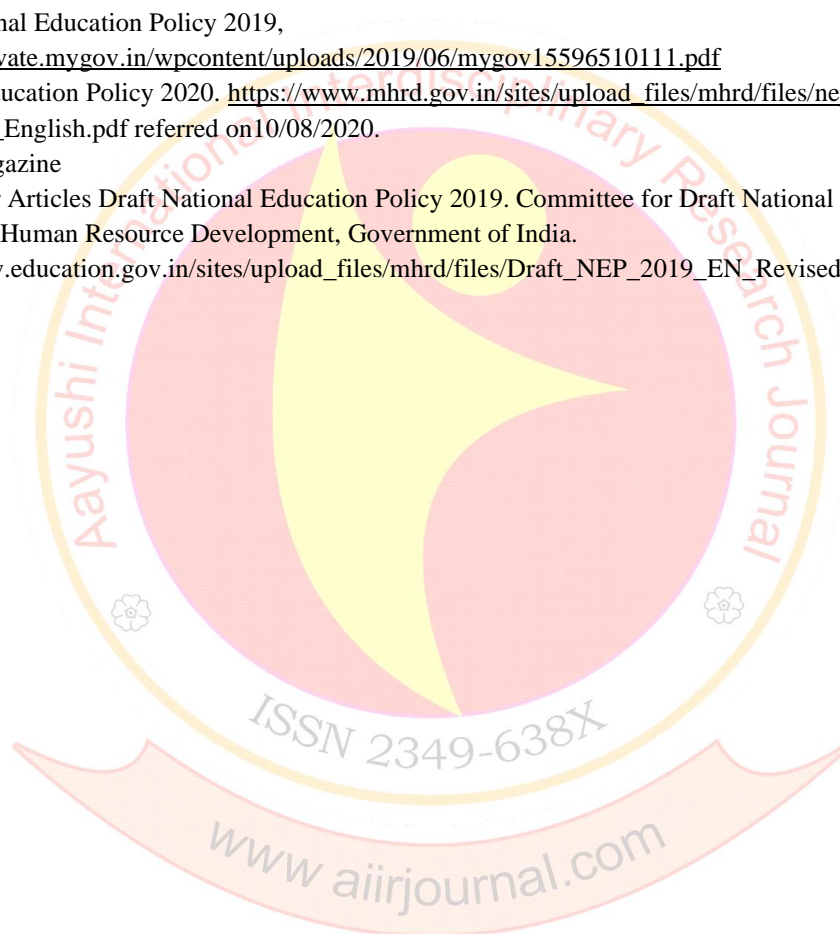 nal Education Policy 2019,
vate.mygov.in/wpcontent/uploads/2019/06/mygov15596510111.pdf
ducation Policy 2020. https://www.mhrd.gov.in/sites/upload_files/mhrd/files/ne
_English.pdf referred on10/08/2020.
gazine
r Articles Draft National Education Policy 2019. Committee for Draft National
Human Resource Development, Government of India.
v.education.gov.in/sites/upload_files/mhrd/files/Draft_NEP_2019_EN_Revised
Aayushi International Interdisciplinary Research Journal
ISSN 2349-638X
www aiirjournal.com